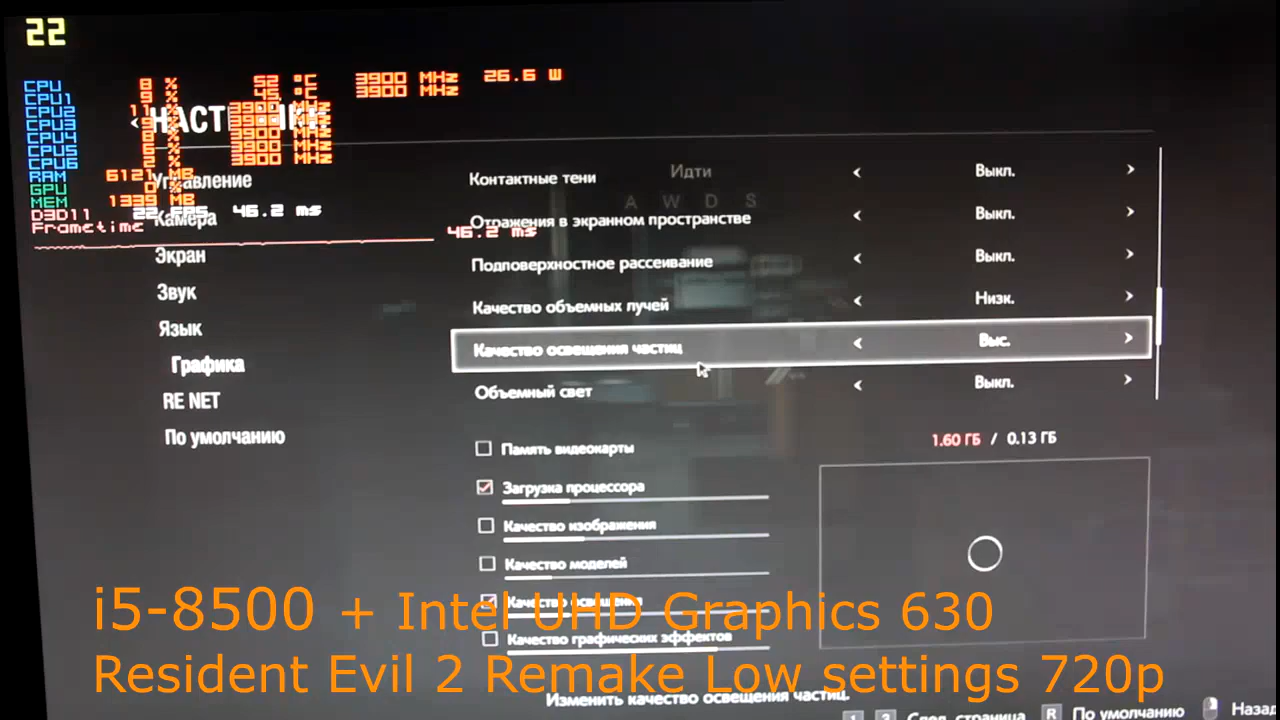 22
CPU 8 % 52 °C 3900 MHz 26.6 W
CPU1 9 % 45 °C 3900 MHz
CPU2 11 % 3900 MHz
CPU3 9 % 3900 MHz
CPU4 8 % 3900 MHz
CPU5 6 % 3900 MHz
CPU6 2 % 3900 MHz
RAM 6121 MB
GPU 0 %
MEM 1339 MB
D3D11 22 FPS 46.2 ms
Frametime 46.2 ms
Управление
Камера
Экран
Звук
Язык
Графика
RE NET
По умолчанию
Идти
A W D S
Контактные тени < Выкл. >
Отражения в экранном пространстве < Выкл. >
Подповерхностное рассеивание < Выкл. >
Качество объемных лучей < Низк. >
Качество освещения частиц < Выс. >
Объемный свет < Выкл. >
1.60 ГБ / 0.13 ГБ
Память видеокарты
Загрузка процессора
Качество изображения
Качество моделей
Качество освещения
Качество графических эффектов
i5-8500 + Intel UHD Graphics 630
Resident Evil 2 Remake Low settings 720p
Изменить качество освещения частиц.
1 3 След. страница R По умолчанию Назад